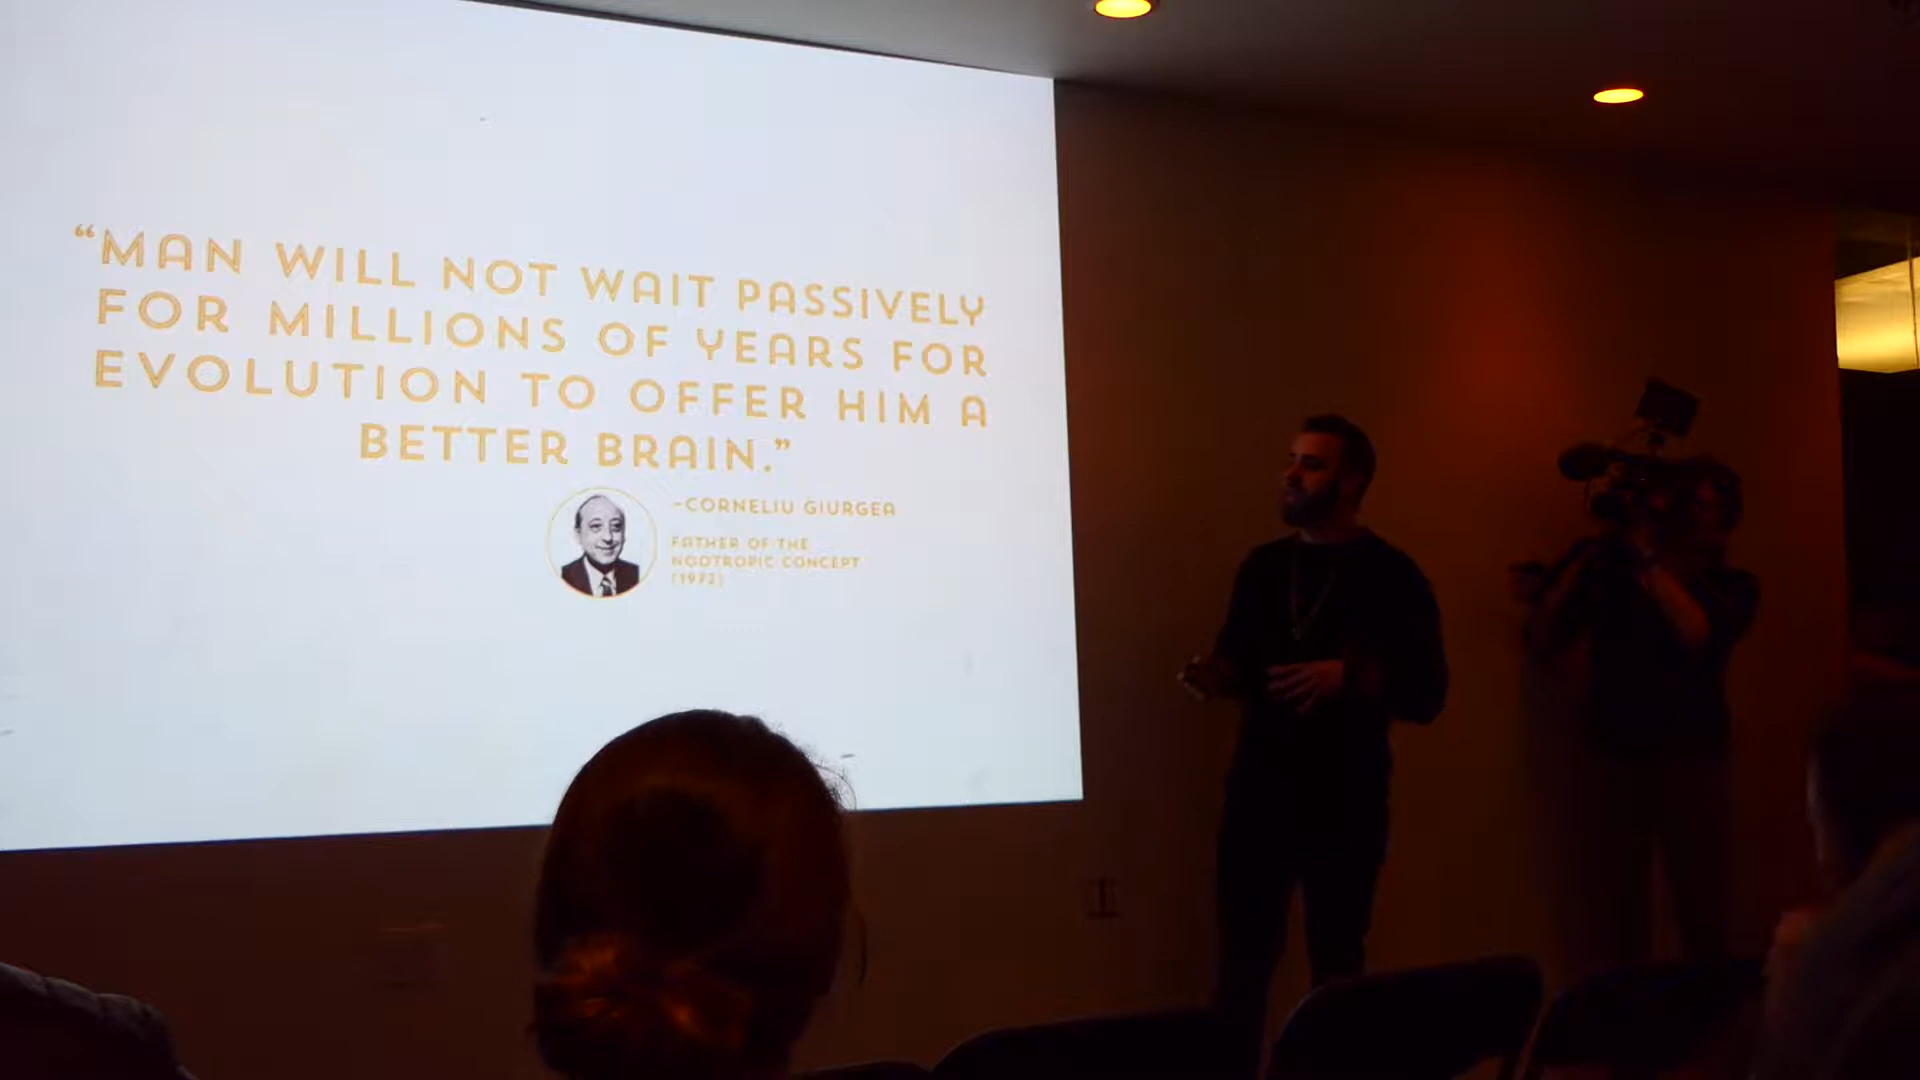 “MAN WILL NOT WAIT PASSIVELY
FOR MILLIONS OF YEARS FOR
EVOLUTION TO OFFER HIM A
BETTER BRAIN.”
-CORNELIU GIURGEA
FATHER OF THE
NOOTROPIC CONCEPT
(1972)